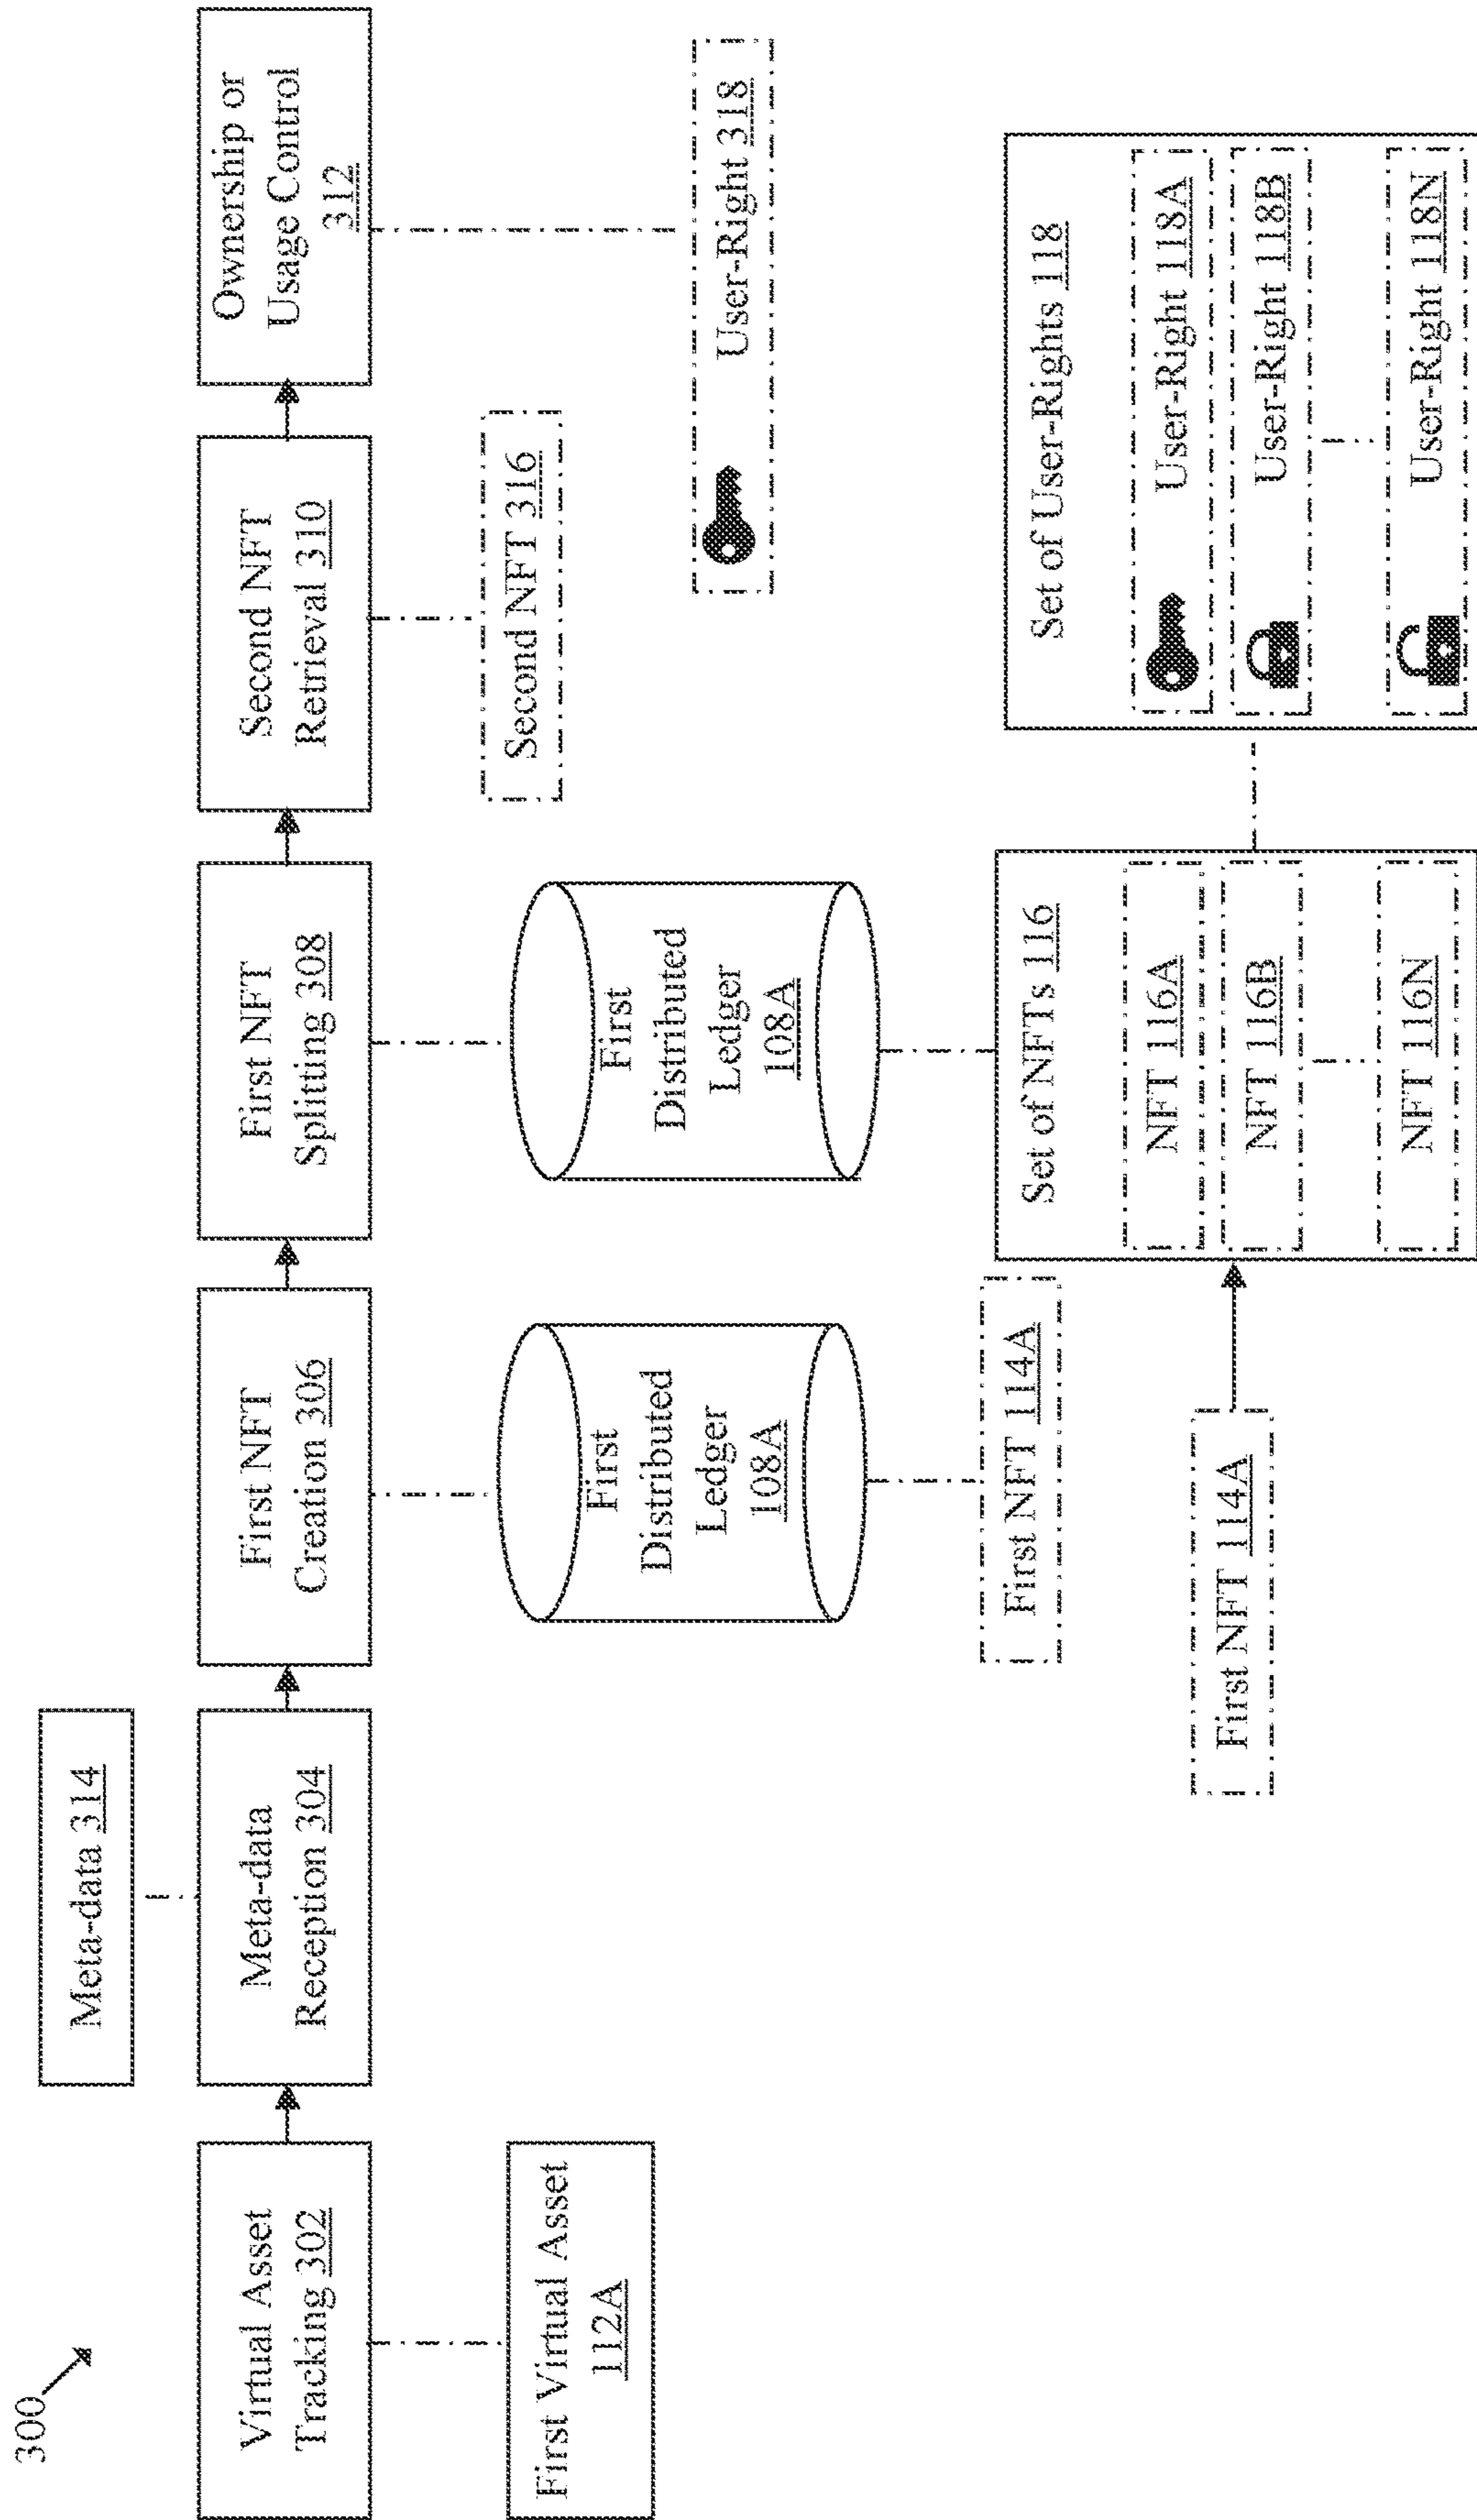 300
Meta-data 314
Virtual Asset
Tracking 302
Meta-data
Reception 304
First NFT
Creation 306
First NFT
Splitting 308
Second NFT
Retrieval 310
Ownership or
Usage Control
312
First Virtual Asset
112A
First
Distributed
Ledger
108A
First
Distributed
Ledger
108A
Second NFT 316
User-Right 318
First NFT 114A
First NFT 114A
Set of NFTs 116
NFT 116A
NFT 116B
NFT 116N
Set of User-Rights 118
User-Right 118A
User-Right 118B
User-Right 118N